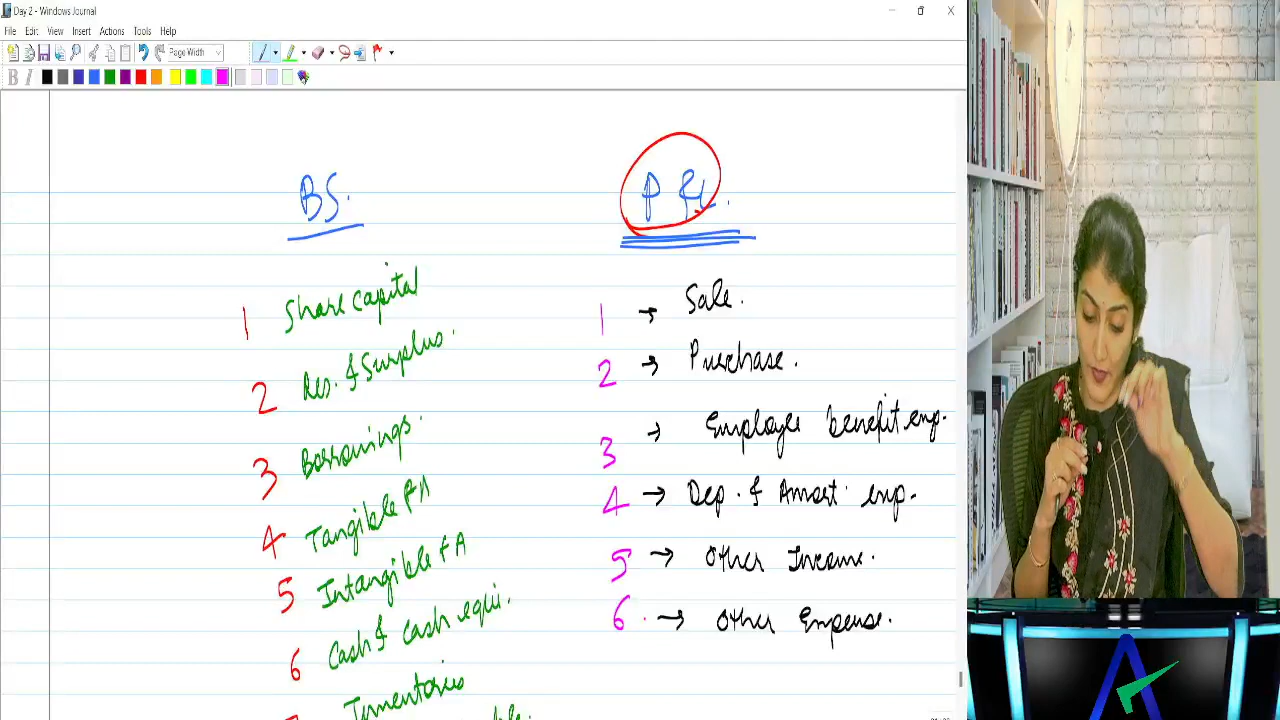 Day 2 - Windows Journal
File Edit View Insert Actions Tools Help
Page Width
B I
BS.
1 Share capital
2 Res. & Surplus.
3 Borrowings.
4 Tangible FA
5 Intangible FA
6 Cash & Cash equi.
Inventories
P & L.
1 → Sale.
2 → Purchase.
3 → Employee benefit exp.
4 → Dep. & Amort. exp.
5 → Other Income.
6 → Other Expense.